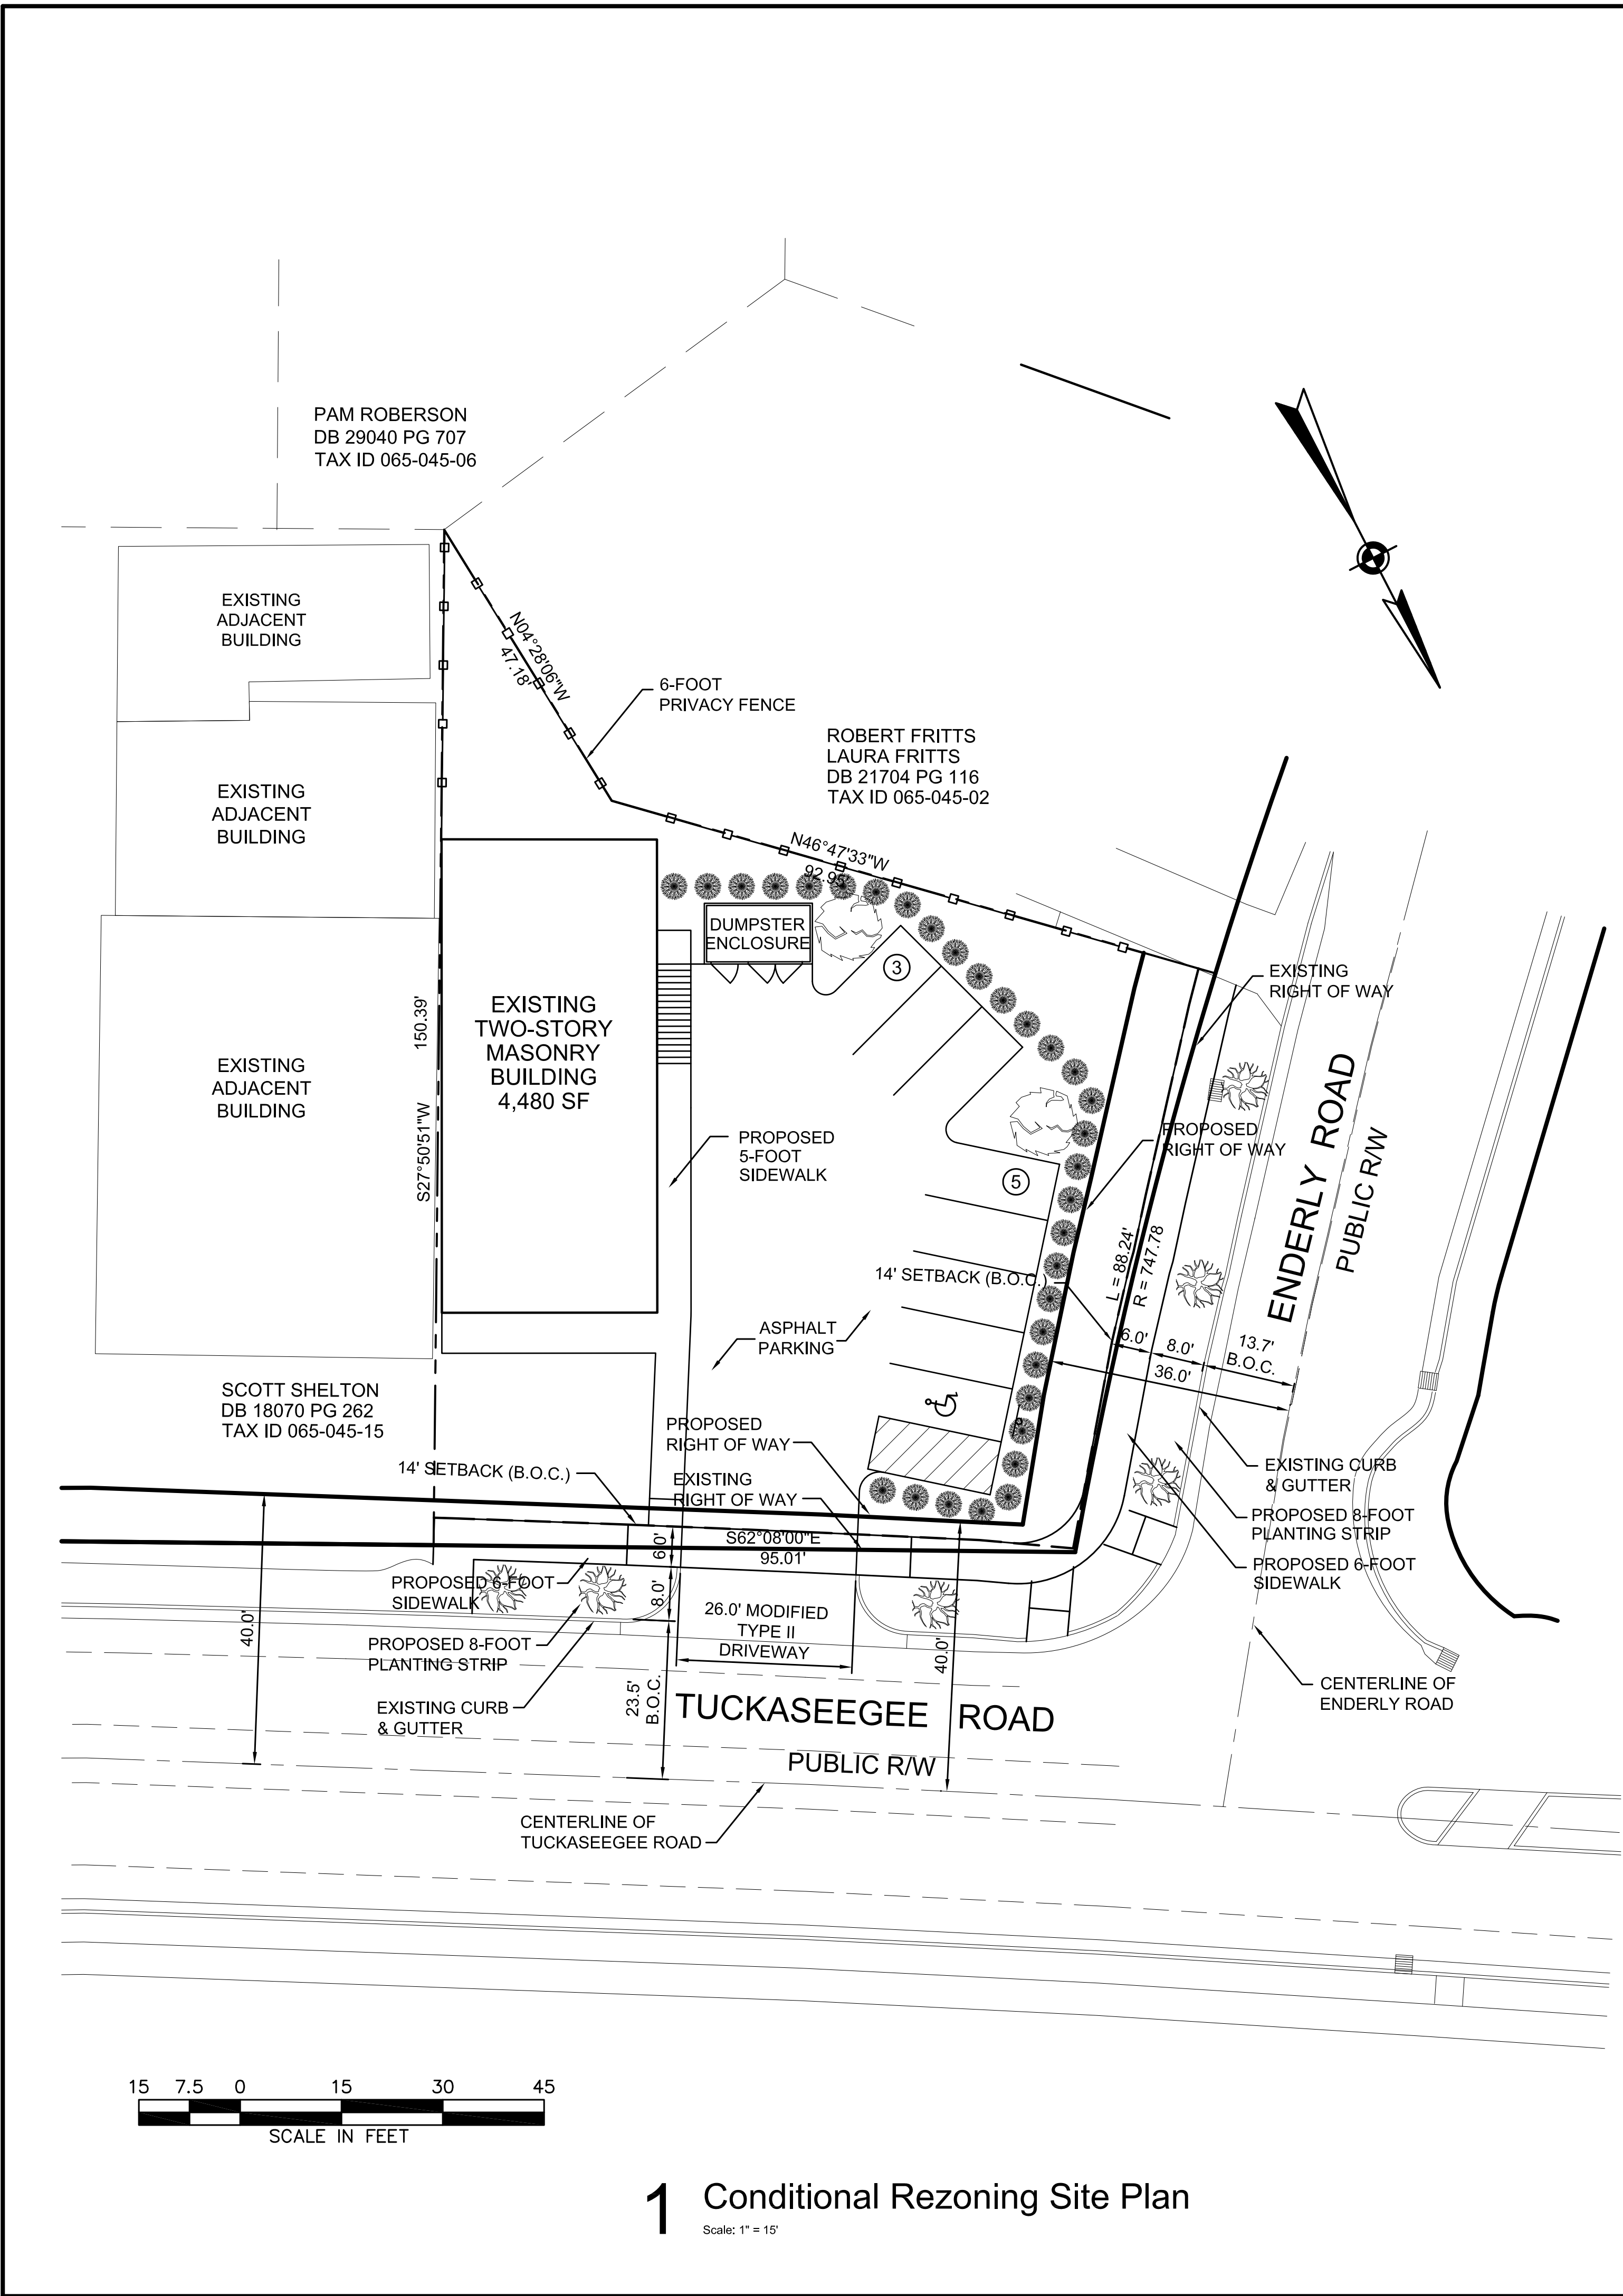 PAM ROBERSON
DB 29040 PG 707
TAX ID 065-045-06
EXISTING
ADJACENT
BUILDING
N04°28'06"W
47.18'
6-FOOT
PRIVACY FENCE
ROBERT FRITTS
LAURA FRITTS
DB 21704 PG 116
TAX ID 065-045-02
EXISTING
ADJACENT
BUILDING
N46°47'33"W
92.95'
DUMPSTER
ENCLOSURE
3
EXISTING
RIGHT OF WAY
150.39'
S27°50'51"W
EXISTING
TWO-STORY
MASONRY
BUILDING
4,480 SF
EXISTING
ADJACENT
BUILDING
PROPOSED
5-FOOT
SIDEWALK
PROPOSED
RIGHT OF WAY
5
ENDERLY ROAD
PUBLIC R/W
L = 88.24'
R = 747.78
14' SETBACK (B.O.C.)
ASPHALT
PARKING
6.0'
8.0'
13.7'
B.O.C.
36.0'
SCOTT SHELTON
DB 18070 PG 262
TAX ID 065-045-15
PROPOSED
RIGHT OF WAY
14' SETBACK (B.O.C.)
EXISTING
RIGHT OF WAY
EXISTING CURB
& GUTTER
PROPOSED 8-FOOT
PLANTING STRIP
PROPOSED 6-FOOT
SIDEWALK
S62°08'00"E
95.01'
6.0'
8.0'
PROPOSED 6-FOOT
SIDEWALK
40.0'
26.0' MODIFIED
TYPE II
DRIVEWAY
PROPOSED 8-FOOT
PLANTING STRIP
40.0'
23.5'
B.O.C.
EXISTING CURB
& GUTTER
TUCKASEEGEE ROAD
PUBLIC R/W
CENTERLINE OF
ENDERLY ROAD
CENTERLINE OF
TUCKASEEGEE ROAD
15 7.5 0 15 30 45
SCALE IN FEET
1 Conditional Rezoning Site Plan
Scale: 1" = 15'